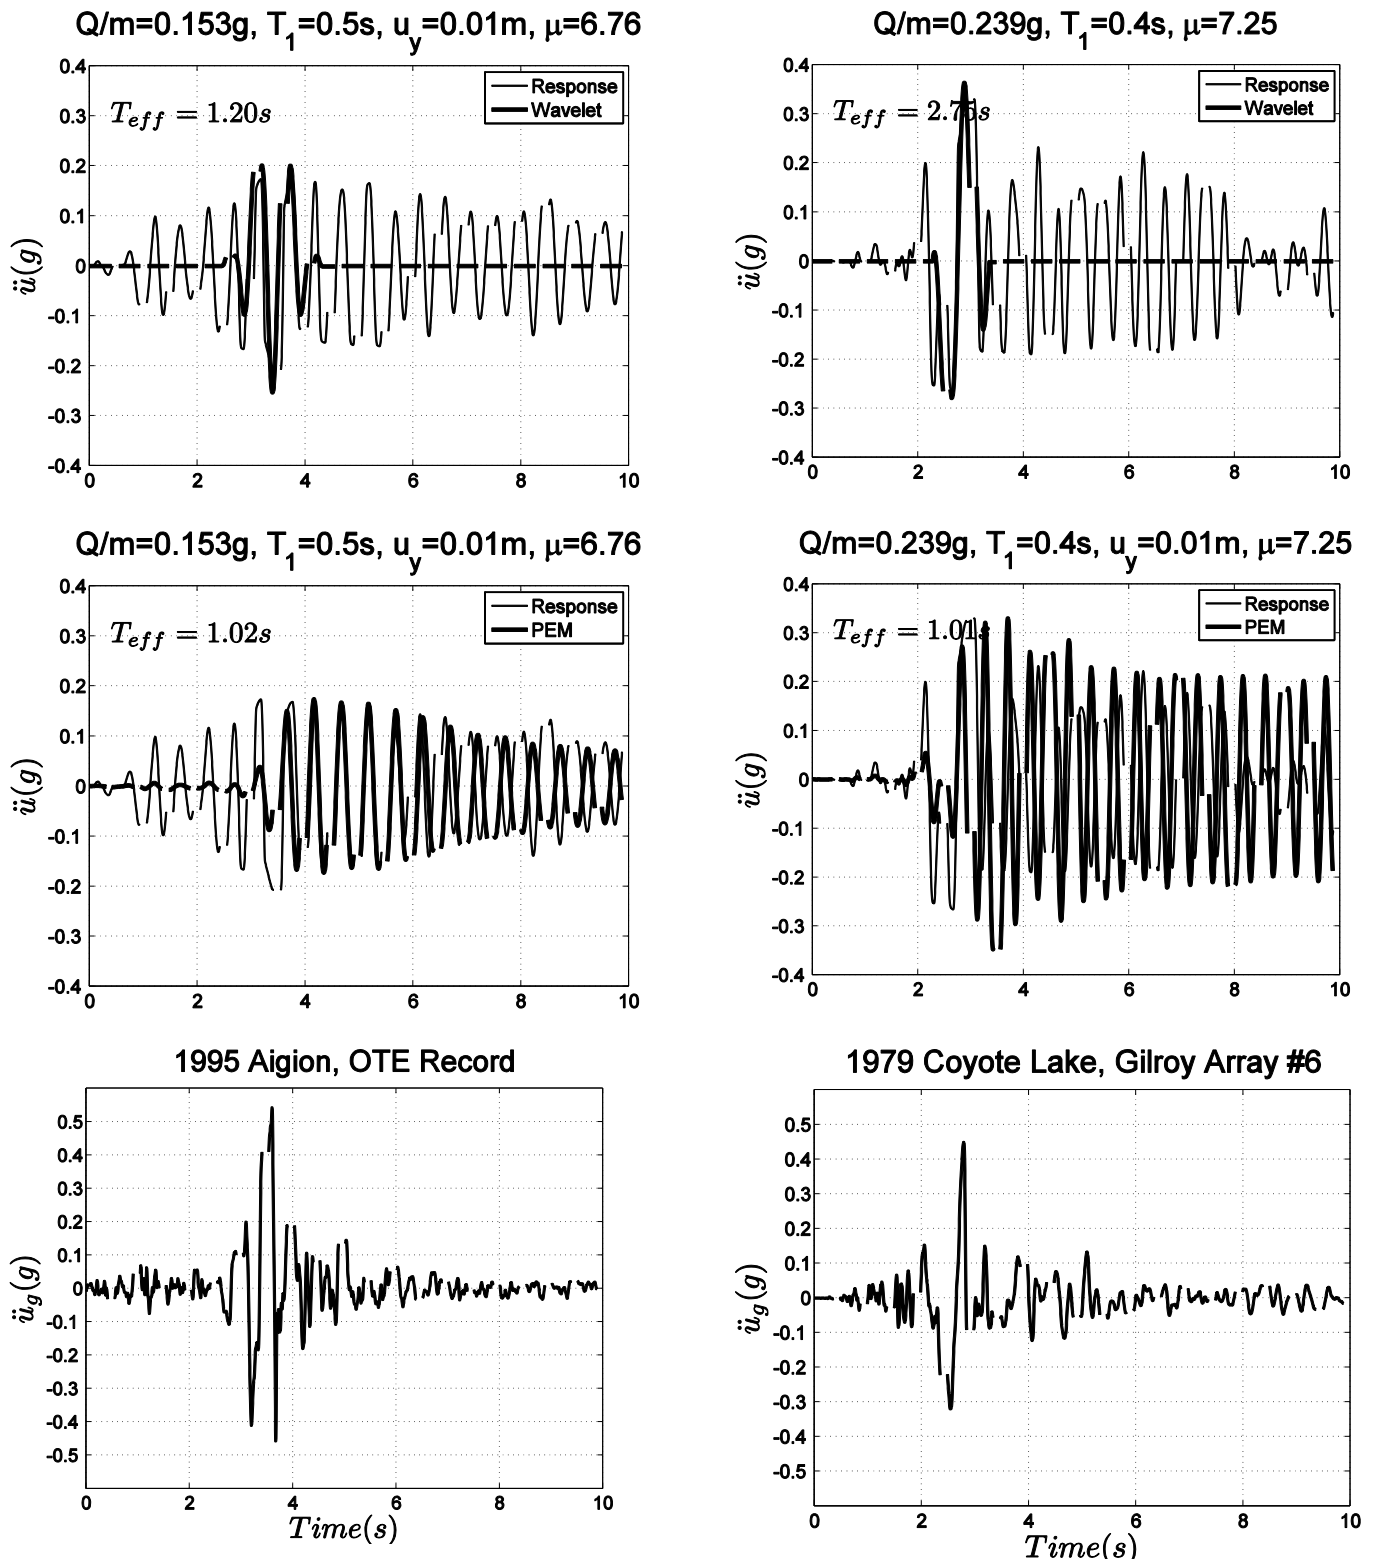 Q/m=0.153g, T1=0.5s, uy=0.01m, μ=6.76
0.4
0.3
0.2
0.1
0
-0.1
-0.2
-0.3
-0.4
ü(g)
Teff = 1.20s
Response
Wavelet
0 2 4 6 8 10
Q/m=0.239g, T1=0.4s, μ=7.25
0.4
0.3
0.2
0.1
0
-0.1
-0.2
-0.3
-0.4
ü(g)
Teff = 2.75s
Response
Wavelet
0 2 4 6 8 10
Q/m=0.153g, T1=0.5s, uy=0.01m, μ=6.76
0.4
0.3
0.2
0.1
0
-0.1
-0.2
-0.3
-0.4
ü(g)
Teff = 1.02s
Response
PEM
0 2 4 6 8 10
Q/m=0.239g, T1=0.4s, uy=0.01m, μ=7.25
0.4
0.3
0.2
0.1
0
-0.1
-0.2
-0.3
-0.4
ü(g)
Teff = 1.01s
Response
PEM
0 2 4 6 8 10
1995 Aigion, OTE Record
0.5
0.4
0.3
0.2
0.1
0
-0.1
-0.2
-0.3
-0.4
-0.5
üg(g)
0 2 4 6 8 10
Time(s)
1979 Coyote Lake, Gilroy Array #6
0.5
0.4
0.3
0.2
0.1
0
-0.1
-0.2
-0.3
-0.4
-0.5
üg(g)
0 2 4 6 8 10
Time(s)